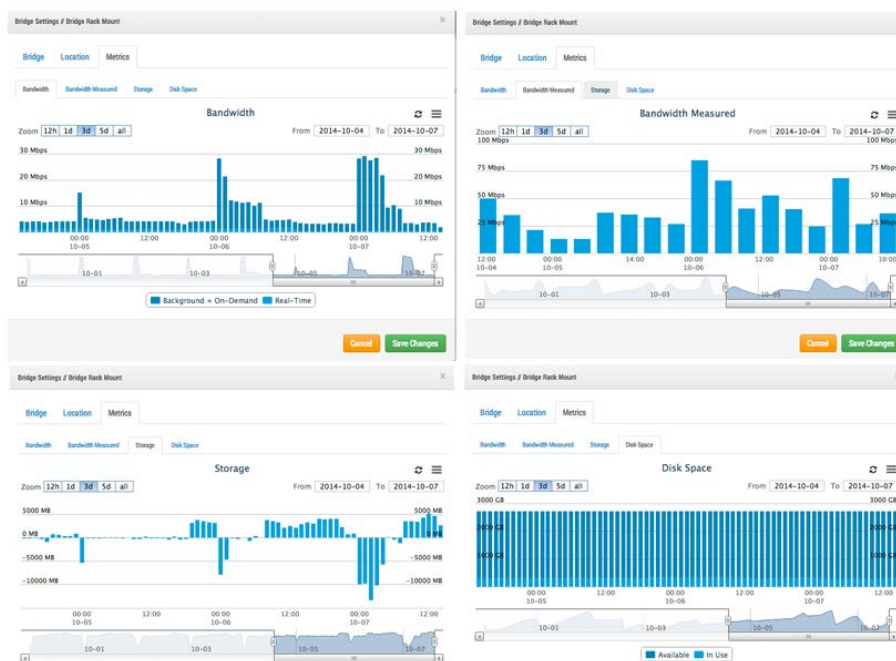 Bridge Settings // Bridge Rack Mount ×
Bridge Location Metrics
Bandwidth Bandwidth Measured Storage Disk Space
Bandwidth
Zoom 12h 1d 3d 5d all From 2014-10-04 To 2014-10-07
30 Mbps 30 Mbps
20 Mbps 20 Mbps
10 Mbps 10 Mbps
00:00 12:00 00:00 12:00 00:00 12:00
10-05 10-06 10-07
10-01 10-03 10-05 10-07
Background + On-Demand Real-Time
Cancel Save Changes
Bridge Settings // Bridge Rack Mount
Bridge Location Metrics
Bandwidth Bandwidth Measured Storage Disk Space
Bandwidth Measured
Zoom 12h 1d 3d 5d all From 2014-10-04 To 2014-10-07
100 Mbps 100 Mbps
75 Mbps 75 Mbps
50 Mbps 50 Mbps
25 Mbps 25 Mbps
12:00 00:00 14:00 00:00 12:00 00:00 10:00
10-04 10-05 10-06 10-07
10-01 10-03 10-05 10-07
Cancel Save Changes
Bridge Settings // Bridge Rack Mount ×
Bridge Location Metrics
Bandwidth Bandwidth Measured Storage Disk Space
Storage
Zoom 12h 1d 3d 5d all From 2014-10-04 To 2014-10-07
5000 MB 5000 MB
0 MB 0 MB
-5000 MB -5000 MB
-10000 MB -10000 MB
00:00 12:00 00:00 12:00 00:00 12:00
10-05 10-06 10-07
10-01 10-03 10-05 10-07
Bridge Settings // Bridge Rack Mount
Bridge Location Metrics
Bandwidth Bandwidth Measured Storage Disk Space
Disk Space
Zoom 12h 1d 3d 5d all From 2014-10-04 To 2014-10-07
3000 GB 3000 GB
2000 GB 2000 GB
1000 GB 1000 GB
00:00 12:00 00:00 12:00 00:00 12:00
10-05 10-06 10-07
10-01 10-03 10-05 10-07
Available In Use